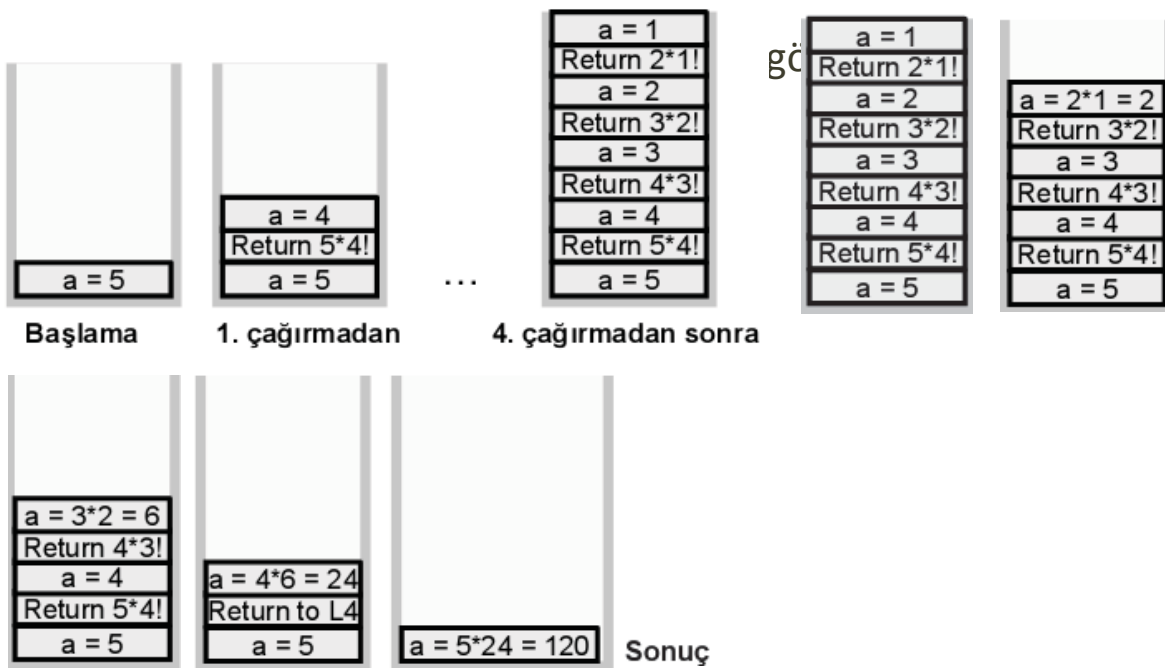 a = 5
Başlama
a = 4
Return 5*4!
a = 5
1. çağırmadan
...
a = 1
Return 2*1!
a = 2
Return 3*2!
a = 3
Return 4*3!
a = 4
Return 5*4!
a = 5
4. çağırmadan sonra
gö
a = 1
Return 2*1!
a = 2
Return 3*2!
a = 3
Return 4*3!
a = 4
Return 5*4!
a = 5
a = 2*1 = 2
Return 3*2!
a = 3
Return 4*3!
a = 4
Return 5*4!
a = 5
a = 3*2 = 6
Return 4*3!
a = 4
Return 5*4!
a = 5
a = 4*6 = 24
Return to L4
a = 5
a = 5*24 = 120
Sonuç